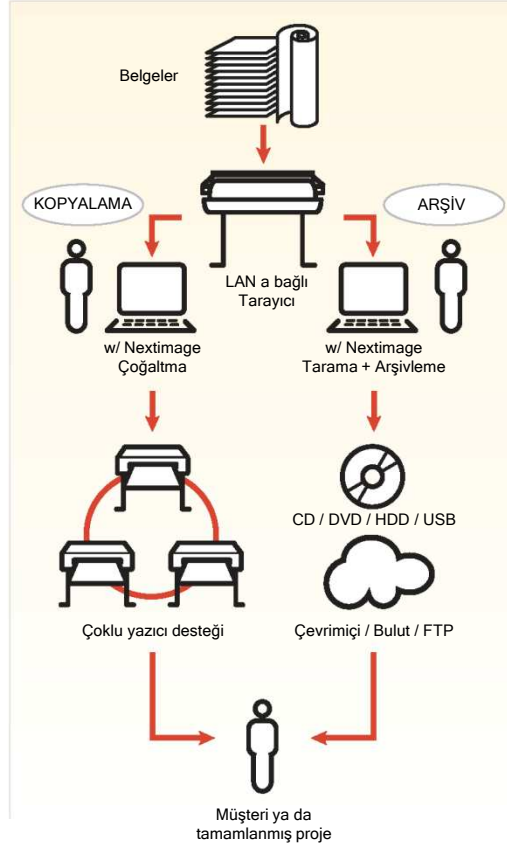 Belgeler
KOPYALAMA
ARŞİV
LAN a bağlı
Tarayıcı
w/ Nextimage
Çoğaltma
w/ Nextimage
Tarama + Arşivleme
CD / DVD / HDD / USB
Çoklu yazıcı desteği
Çevrimiçi / Bulut / FTP
Müşteri ya da
tamamlanmış proje